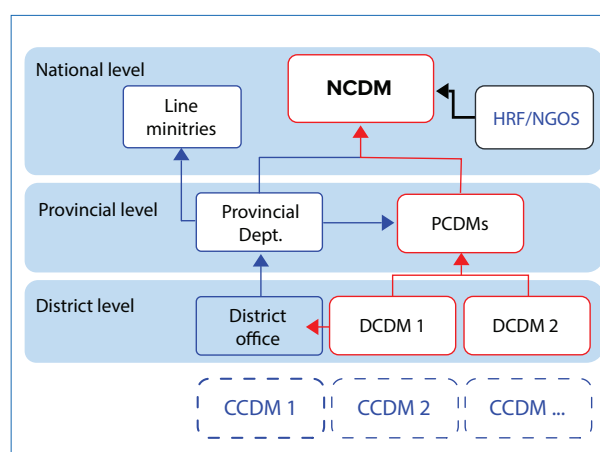 National level
NCDM
Line
minitries
HRF/NGOS
Provincial level
Provincial
Dept.
PCDMs
District level
District
office
DCDM 1
DCDM 2
CCDM 1
CCDM 2
CCDM ...